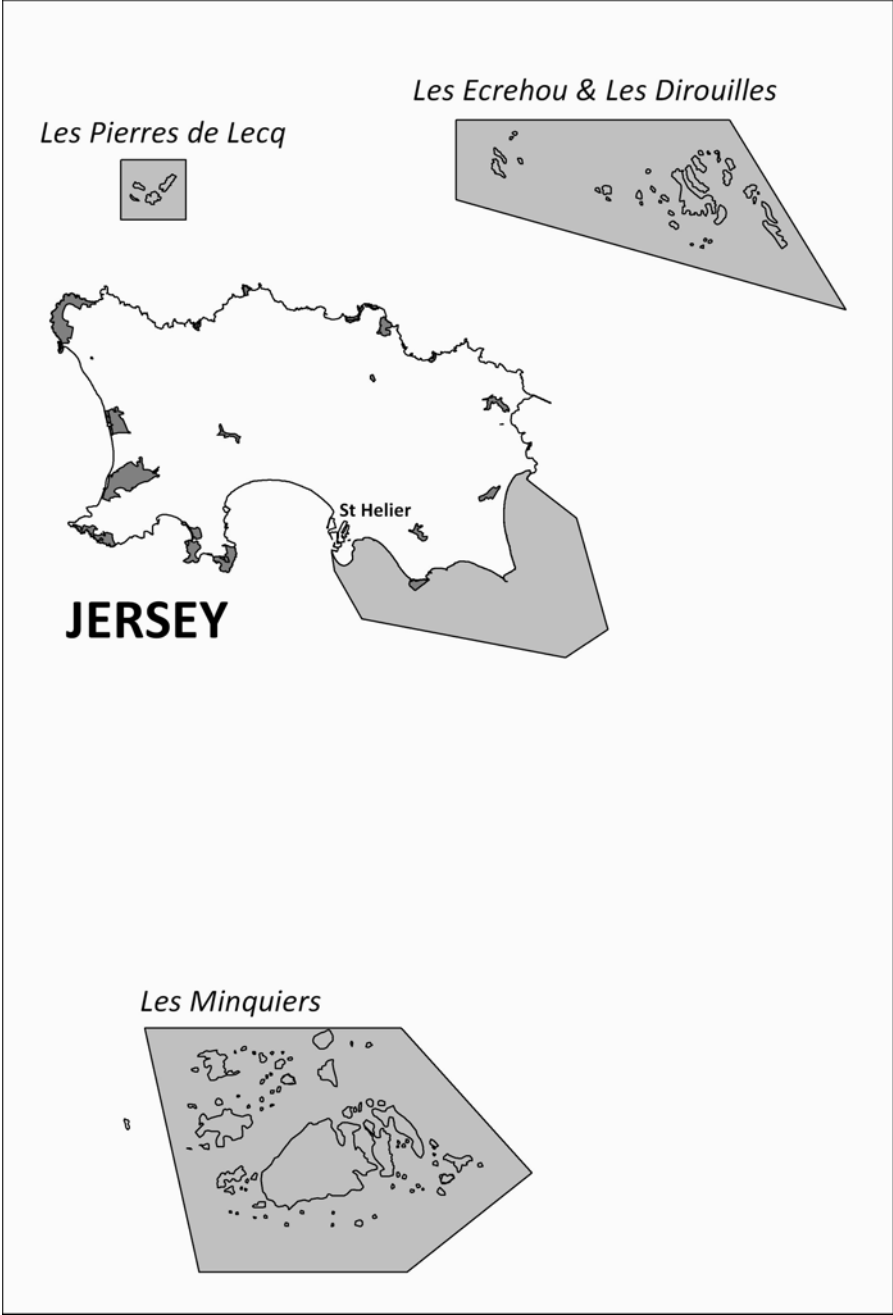 Les Ecrehou & Les Dirouilles
Les Pierres de Lecq
St Helier
JERSEY
Les Minquiers